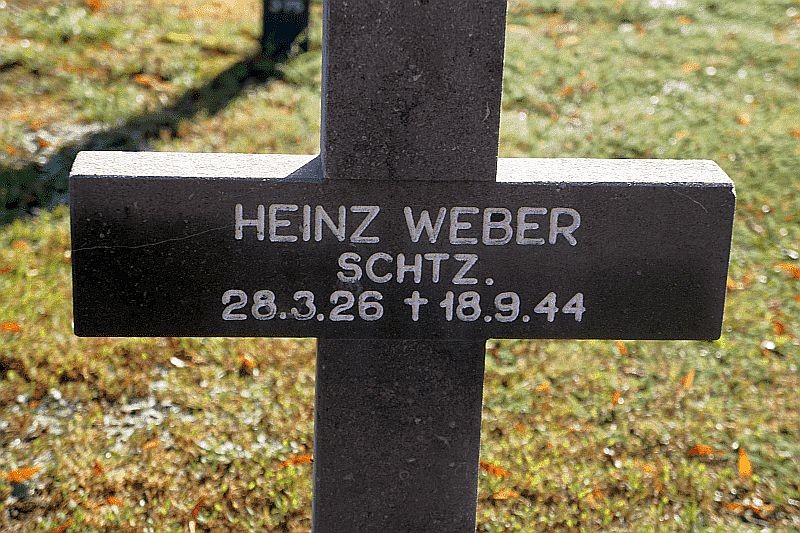 HEINZ WEBER
SCHTZ.
28.3.26 † 18.9.44